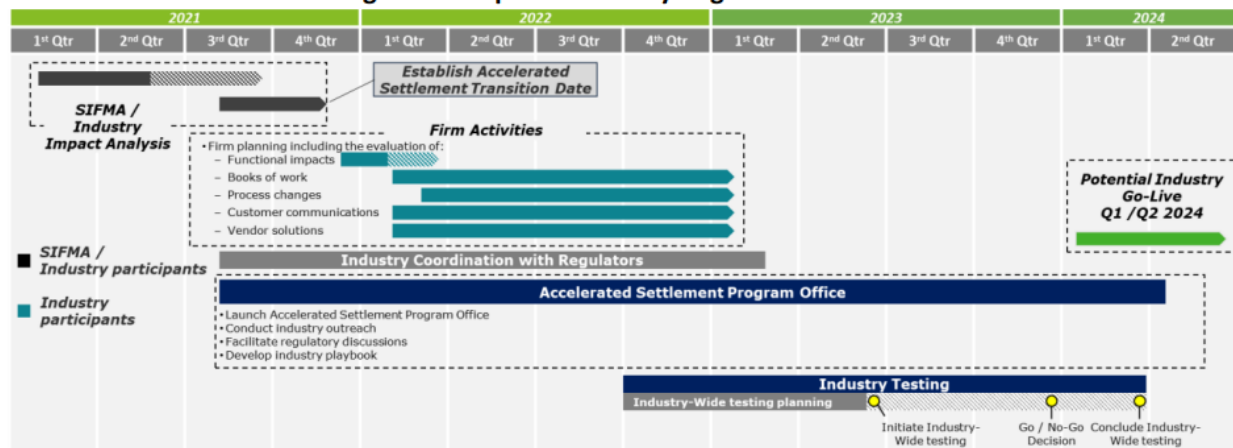 2021 2022 2023 2024
1st Qtr 2nd Qtr 3rd Qtr 4th Qtr 1st Qtr 2nd Qtr 3rd Qtr 4th Qtr 1st Qtr 2nd Qtr 3rd Qtr 4th Qtr 1st Qtr 2nd Qtr
Establish Accelerated
Settlement Transition Date
SIFMA /
Industry
Impact Analysis
Firm Activities
•Firm planning including the evaluation of:
– Functional impacts
– Books of work
– Process changes
– Customer communications
– Vendor solutions
Potential Industry
Go-Live
Q1 /Q2 2024
SIFMA /
Industry participants
Industry
participants
Industry Coordination with Regulators
Accelerated Settlement Program Office
•Launch Accelerated Settlement Program Office
•Conduct industry outreach
•Facilitate regulatory discussions
•Develop industry playbook
Industry Testing
Industry-Wide testing planning
Initiate Industry-
Wide testing
Go / No-Go
Decision
Conclude Industry-
Wide testing